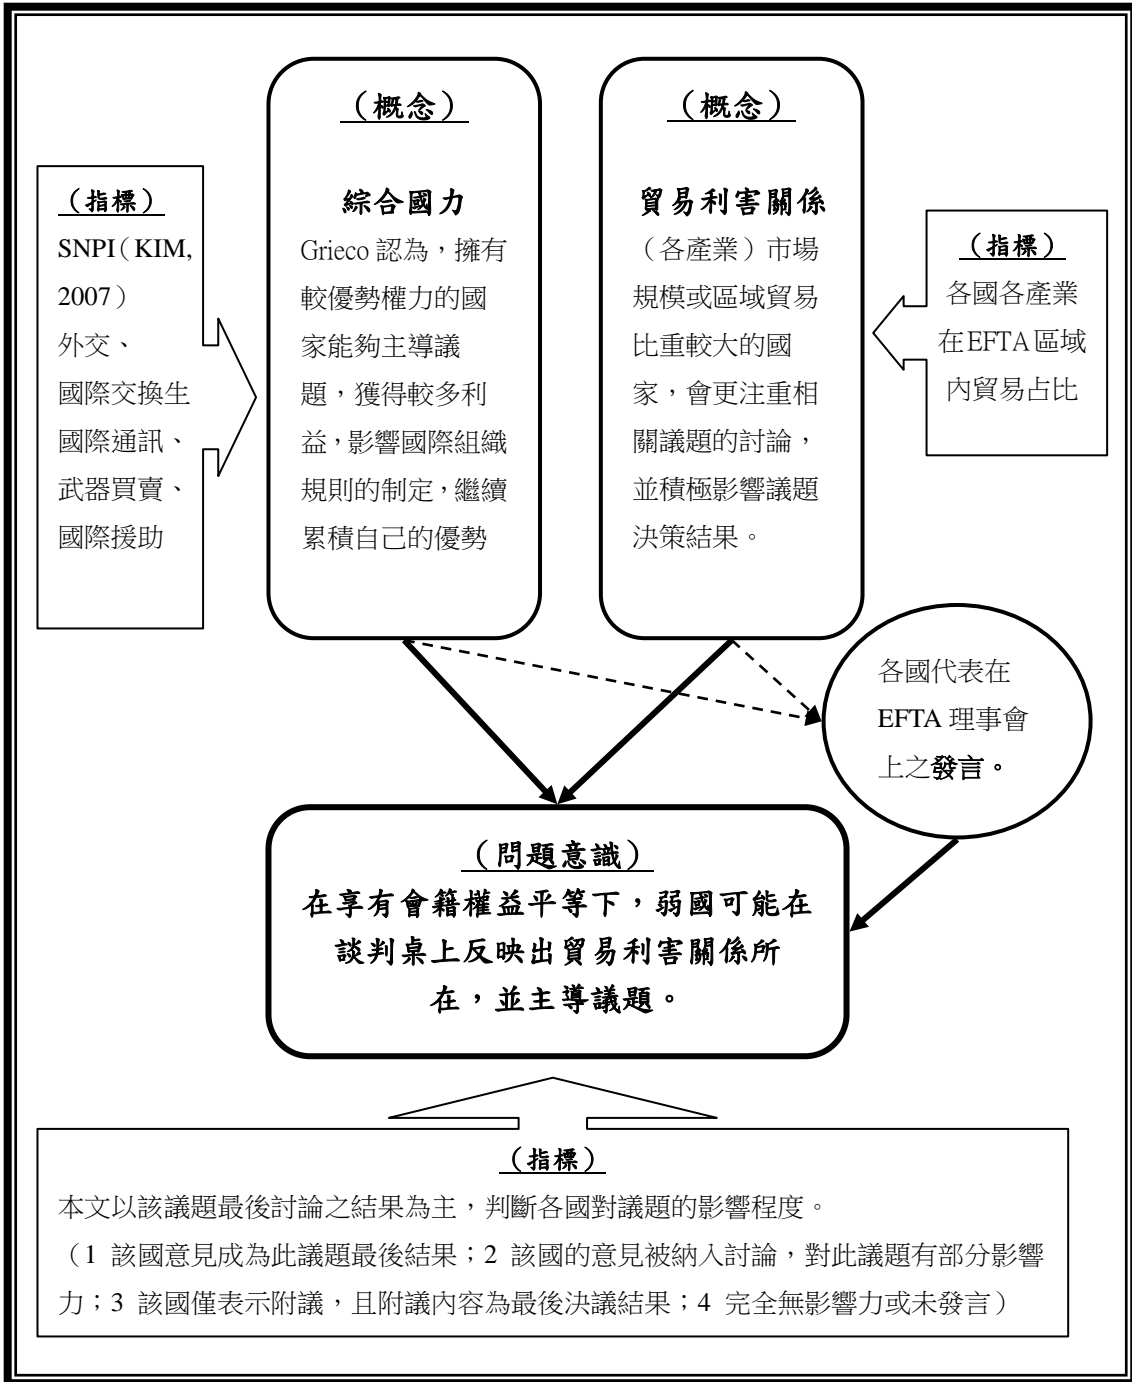 （概念）
綜合國力
Grieco 認為，擁有
較優勢權力的國
家能夠主導議
題，獲得較多利
益，影響國際組織
規則的制定，繼續
累積自己的優勢
（概念）
貿易利害關係
（各產業）市場
規模或區域貿易
比重較大的國
家，會更注重相
關議題的討論，
並積極影響議題
決策結果。
（指標）
SNPI（KIM,
2007）
外交、
國際交換生
國際通訊、
武器買賣、
國際援助
（指標）
各國各產業
在EFTA區域
內貿易占比
各國代表在
EFTA 理事會
上之發言。
（問題意識）
在享有會籍權益平等下，弱國可能在
談判桌上反映出貿易利害關係所
在，並主導議題。
（指標）
本文以該議題最後討論之結果為主，判斷各國對議題的影響程度。
（1 該國意見成為此議題最後結果；2 該國的意見被納入討論，對此議題有部分影響
力；3 該國僅表示附議，且附議內容為最後決議結果；4 完全無影響力或未發言）